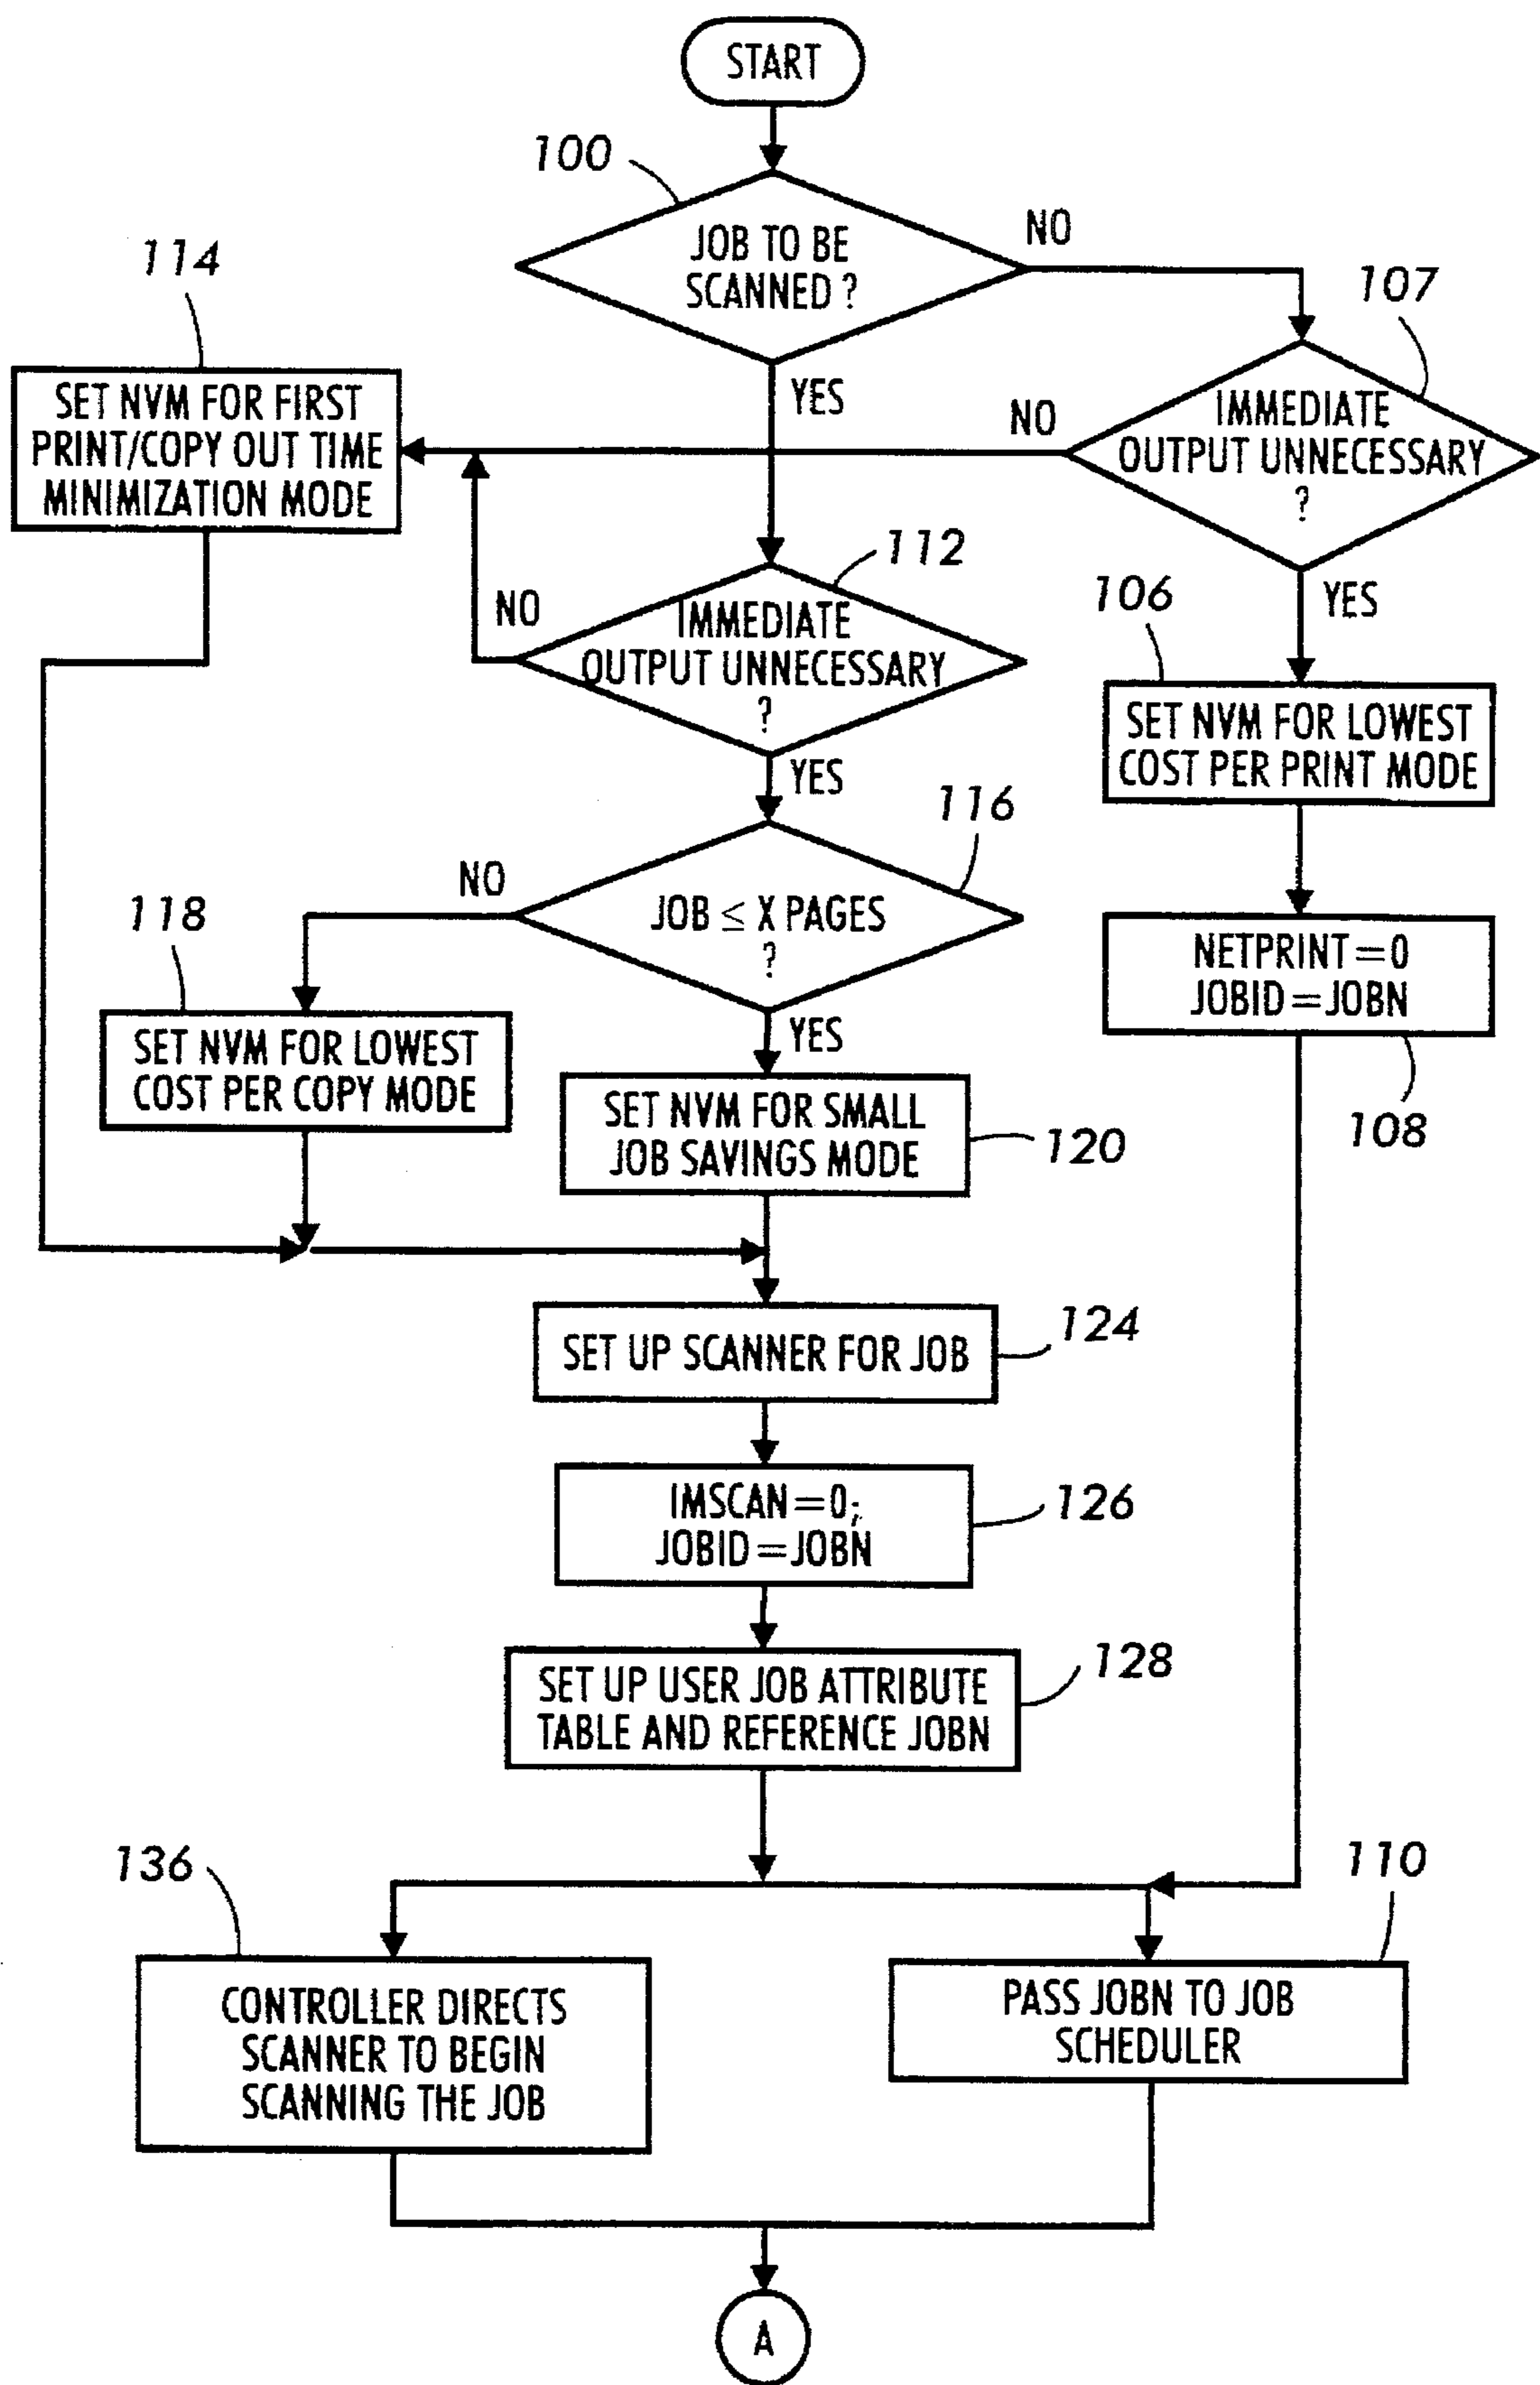 START
100
JOB TO BE
SCANNED ?
NO
YES
107
IMMEDIATE
OUTPUT UNNECESSARY
?
NO
YES
114
SET NVM FOR FIRST
PRINT/COPY OUT TIME
MINIMIZATION MODE
112
IMMEDIATE
OUTPUT UNNECESSARY
?
NO
YES
106
SET NVM FOR LOWEST
COST PER PRINT MODE
116
JOB ≤ X PAGES
?
NO
YES
NETPRINT=0
JOBID=JOBN
108
118
SET NVM FOR LOWEST
COST PER COPY MODE
SET NVM FOR SMALL
JOB SAVINGS MODE
120
SET UP SCANNER FOR JOB
124
IMSCAN=0;
JOBID=JOBN
126
SET UP USER JOB ATTRIBUTE
TABLE AND REFERENCE JOBN
128
136
CONTROLLER DIRECTS
SCANNER TO BEGIN
SCANNING THE JOB
110
PASS JOBN TO JOB
SCHEDULER
A